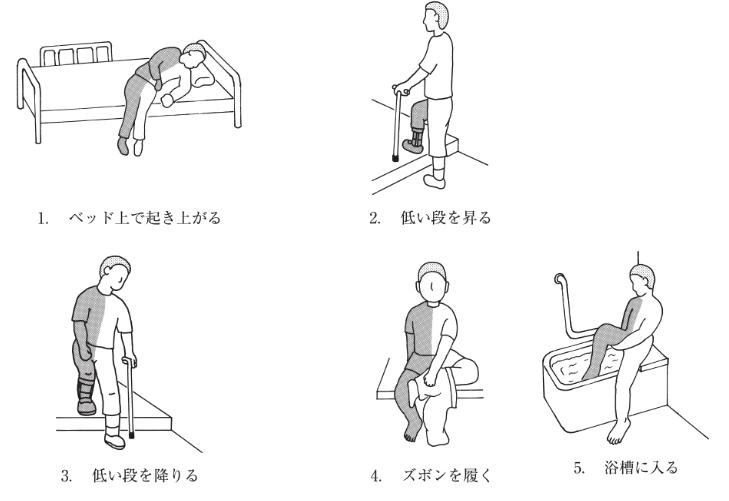 1. ベッド上で起き上がる
2. 低い段を昇る
3. 低い段を降りる
4. ズボンを履く
5. 浴槽に入る